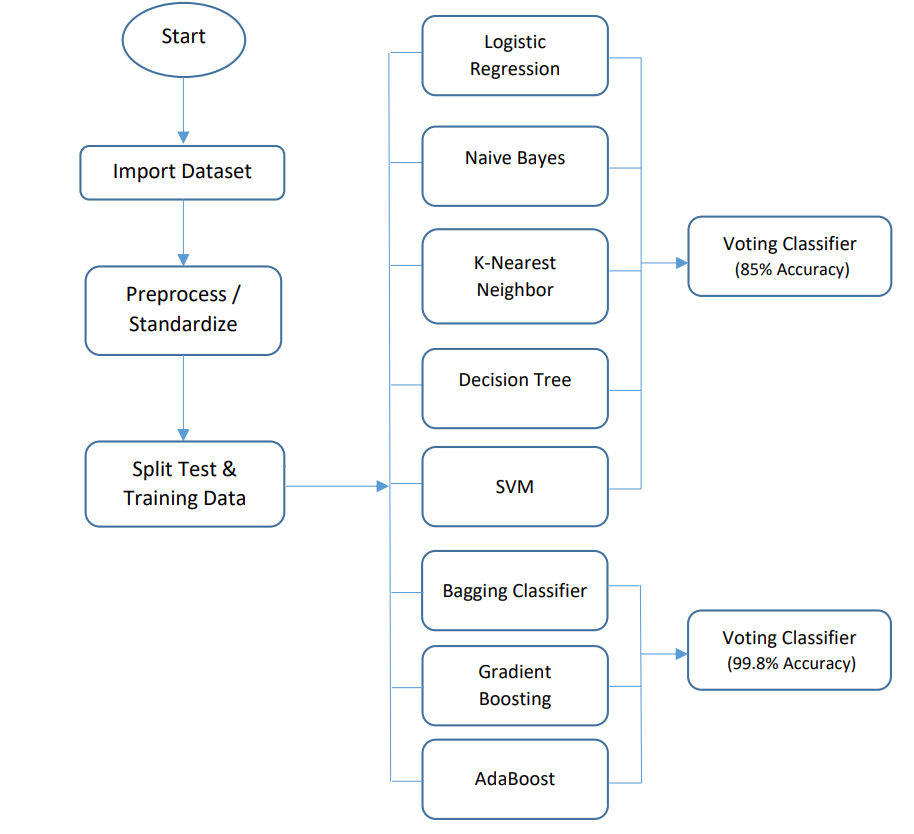 Start
Import Dataset
Preprocess /
Standardize
Split Test &
Training Data
Logistic
Regression
Naive Bayes
K-Nearest
Neighbor
Decision Tree
SVM
Bagging Classifier
Gradient
Boosting
AdaBoost
Voting Classifier
(85% Accuracy)
Voting Classifier
(99.8% Accuracy)